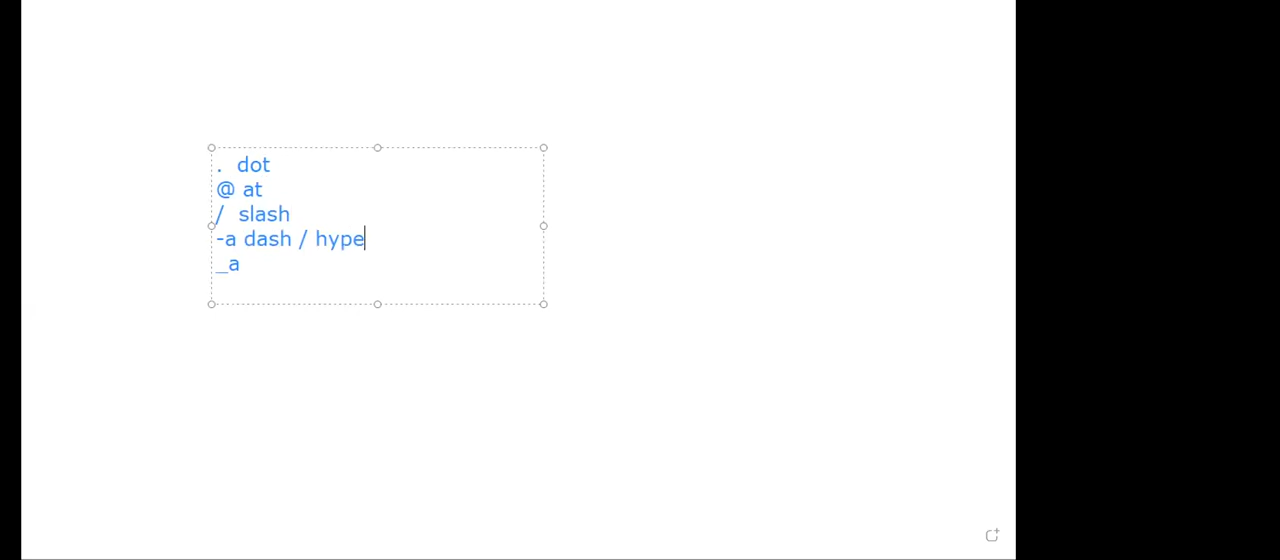 . dot
@ at
/ slash
-a dash / hype
_a